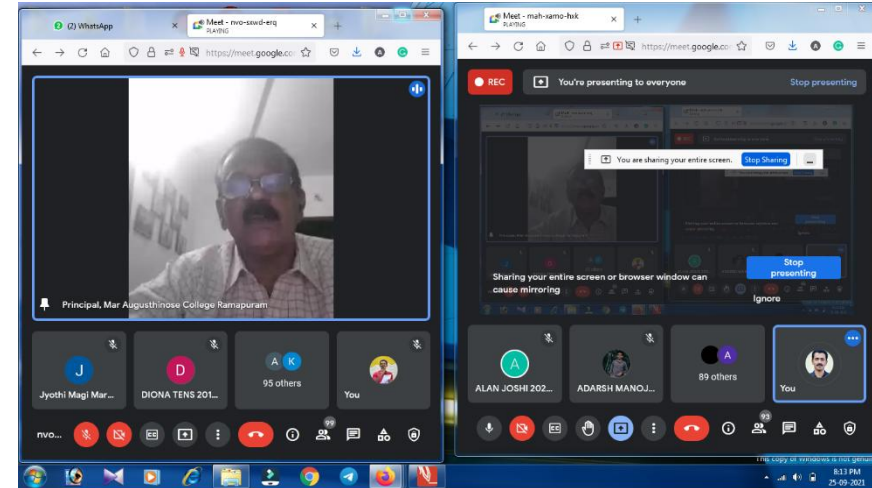 (2) WhatsApp
Meet - nvo-sxwd-erq
PLAYING
https://meet.google.co
Principal, Mar Augusthinose College Ramapuram
J
D
A K
95 others
Jyothi Magi Mar...
DIONA TENS 201...
You
nvo...
99
Meet - mah-xamo-hxk
PLAYING
https://meet.google.co
REC
You're presenting to everyone
Stop presenting
You are sharing your entire screen.
Stop Sharing
Sharing your entire screen or browser window can
cause mirroring
Stop
presenting
Ignore
A
A
89 others
ALAN JOSHI 202...
ADARSH MANOJ...
You
93
This copy of Windows is not genui
8:13 PM
25-09-2021